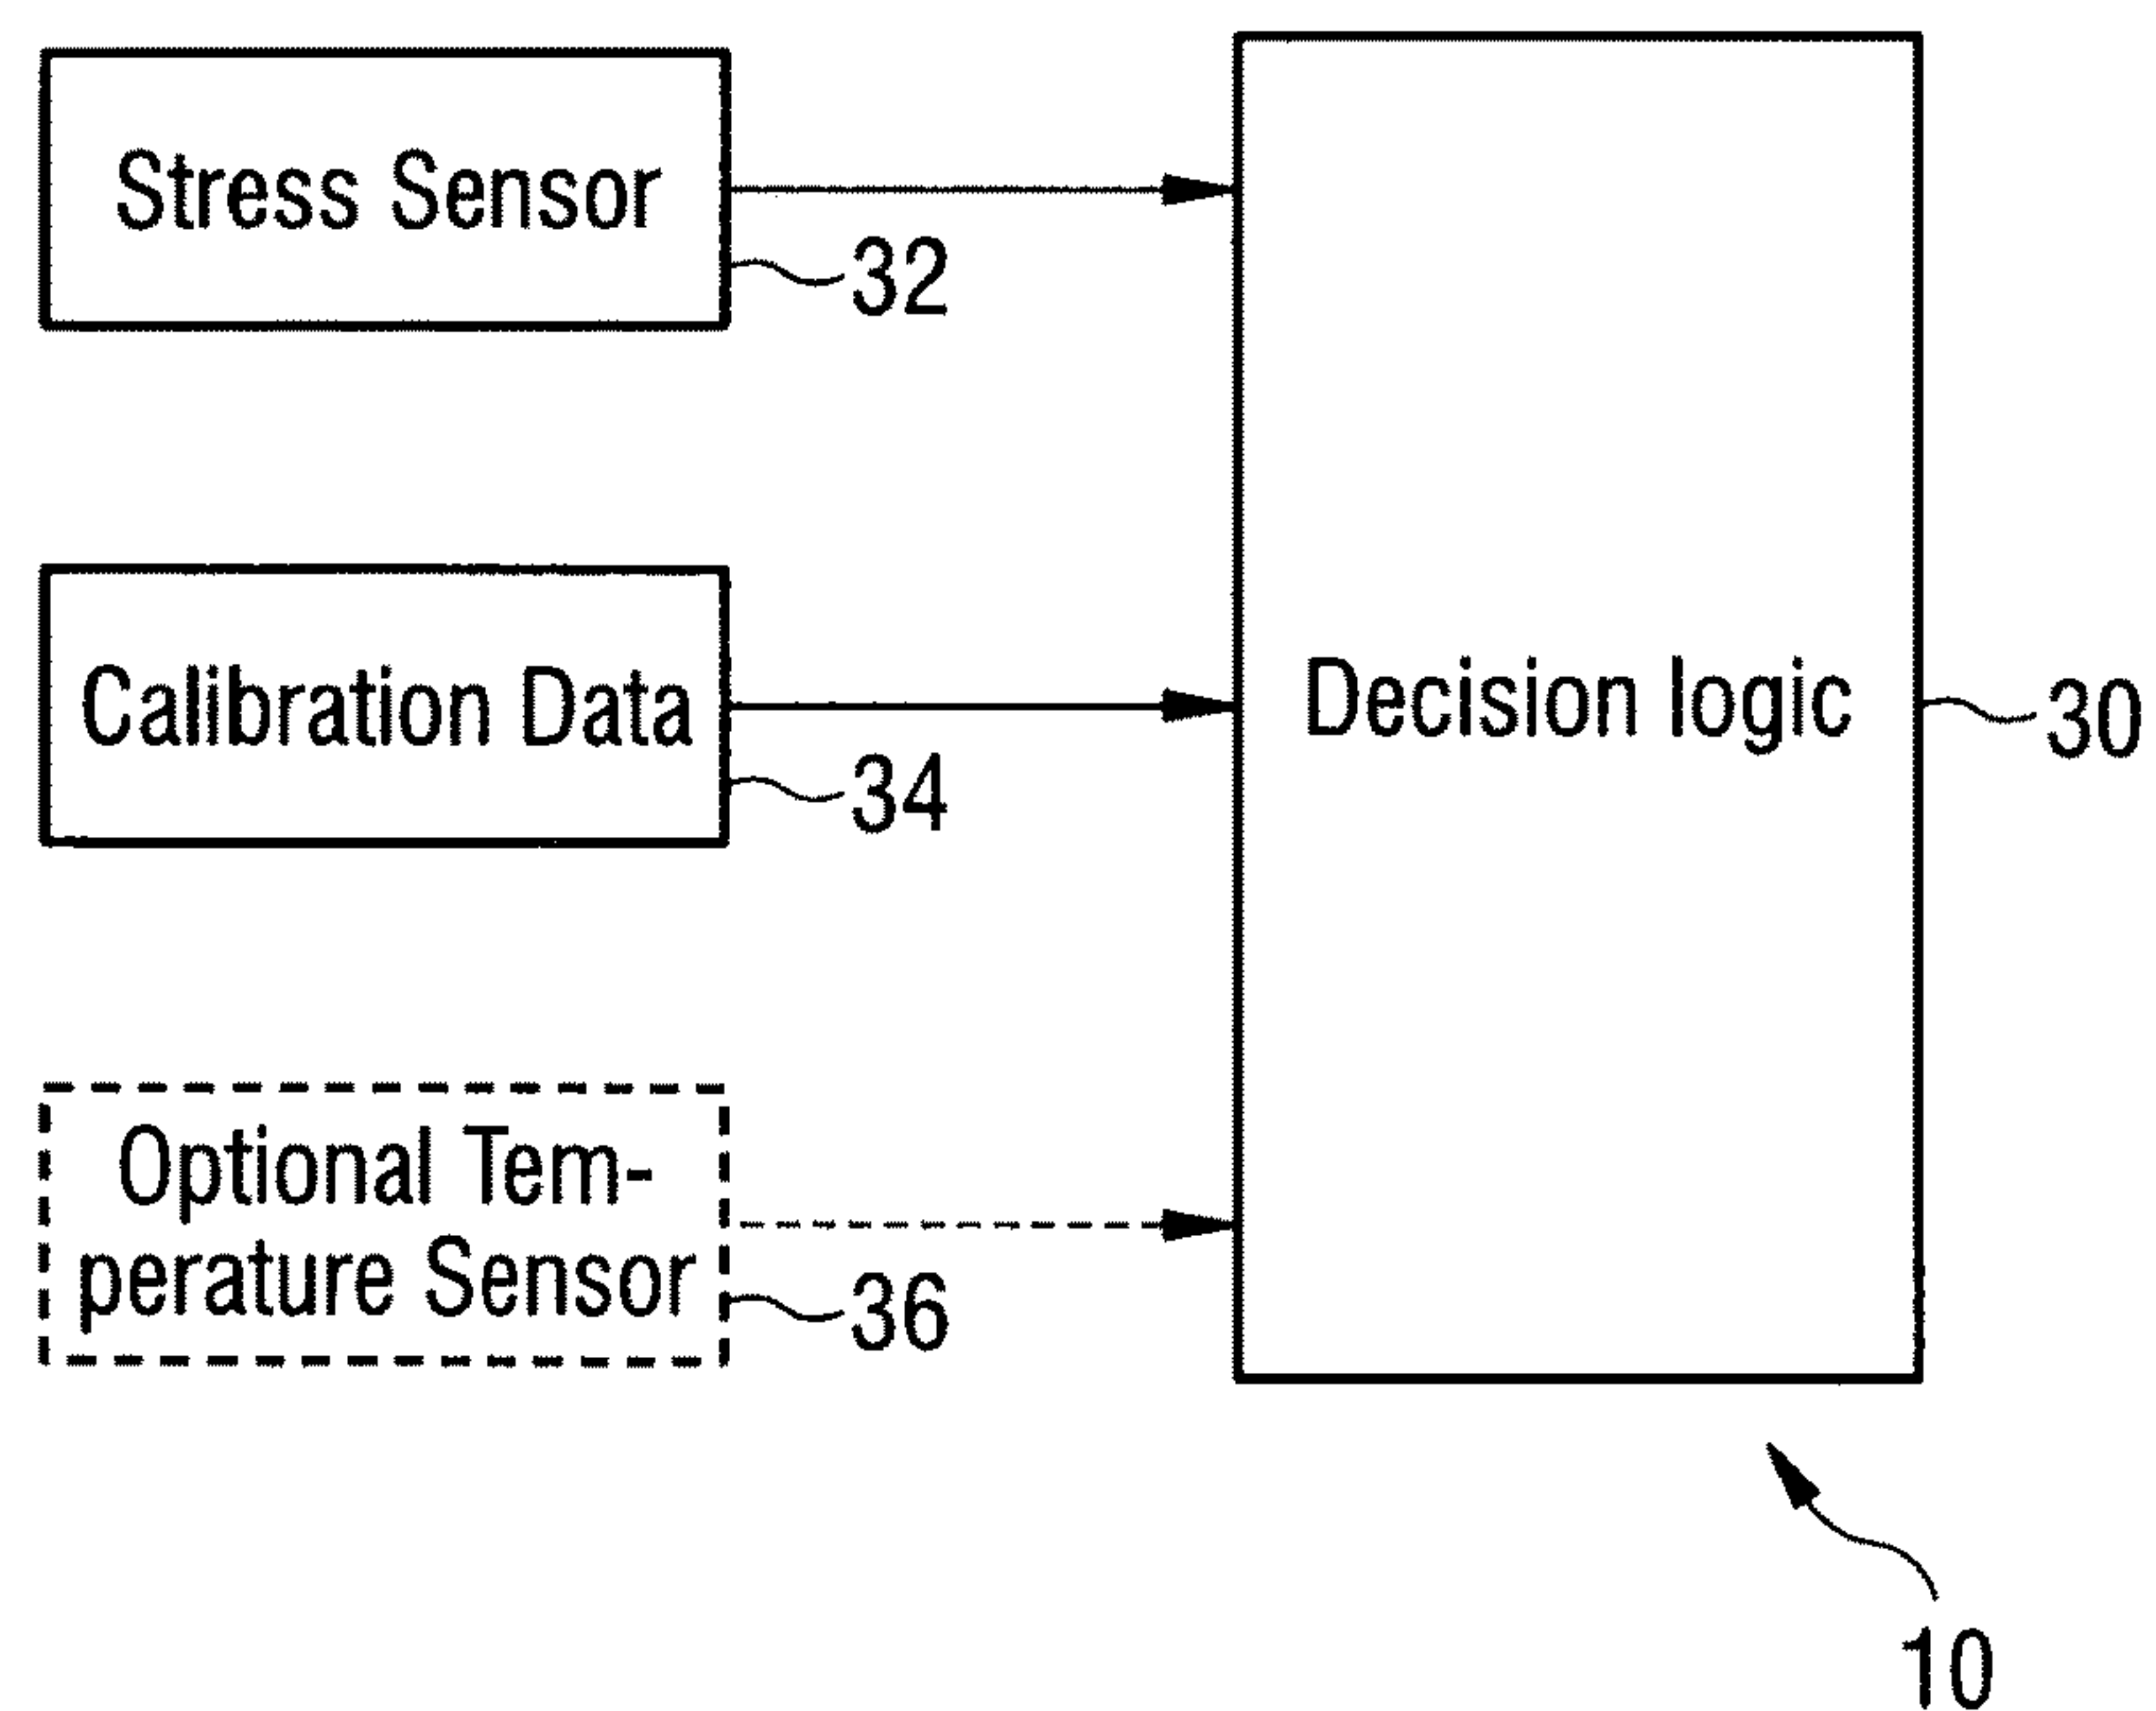 Stress Sensor
32
Calibration Data
34
Decision logic
30
Optional Tem-
perature Sensor
36
10